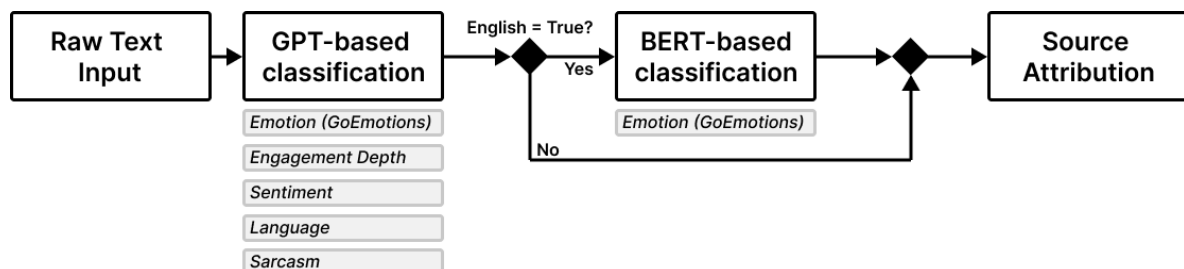 Raw Text
Input
GPT-based
classification
English = True?
Yes
No
BERT-based
classification
Source
Attribution
Emotion (GoEmotions)
Engagement Depth
Sentiment
Language
Sarcasm
Emotion (GoEmotions)